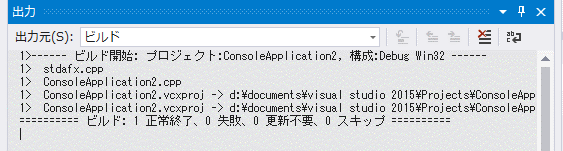 出力
出力元(S): ビルド
1>------ ビルド開始: プロジェクト:ConsoleApplication2, 構成:Debug Win32 ------
1>  stdafx.cpp
1>  ConsoleApplication2.cpp
1>  ConsoleApplication2.vcxproj -> d:¥documents¥visual studio 2015¥Projects¥ConsoleApp
1>  ConsoleApplication2.vcxproj -> d:¥documents¥visual studio 2015¥Projects¥ConsoleApp
========== ビルド: 1 正常終了、0 失敗、0 更新不要、0 スキップ ==========